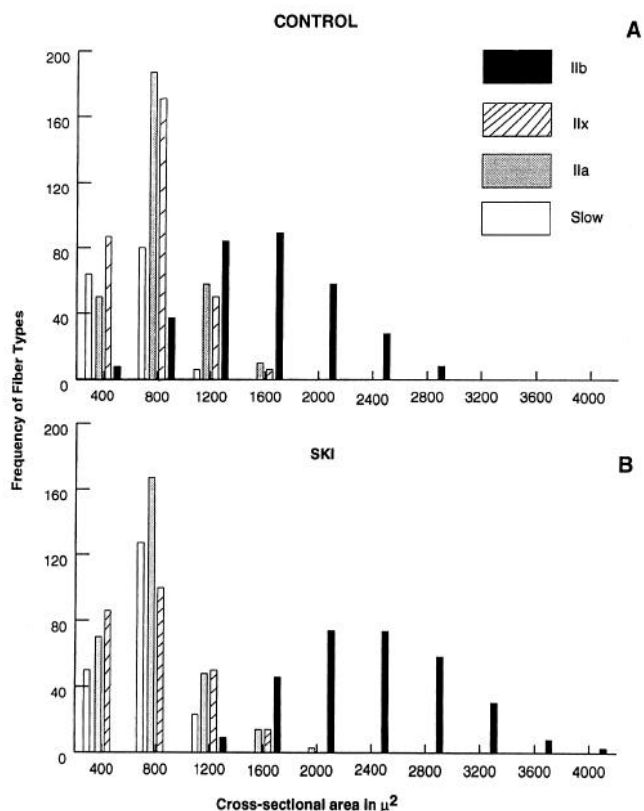 CONTROL
A
IIb
IIx
IIa
Slow
200
160
120
80
40
0
400 800 1200 1600 2000 2400 2800 3200 3600 4000
Frequency of Fiber Types
SKI
B
200
160
120
80
40
0
400 800 1200 1600 2000 2400 2800 3200 3600 4000
Cross-sectional area in μ²